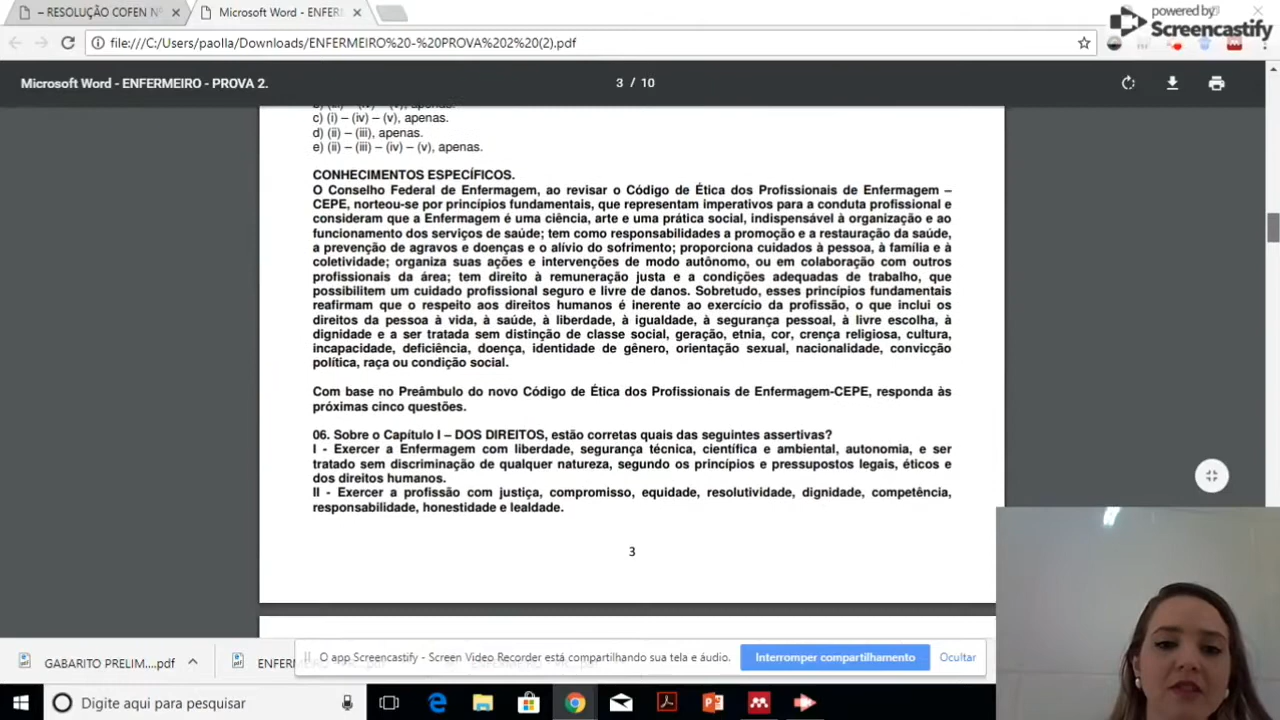 – RESOLUÇÃO COFEN Nº
Microsoft Word - ENFER
powered by
Screencastify
file:///C:/Users/paolla/Downloads/ENFERMEIRO%20-%20PROVA%202%20(2).pdf
Microsoft Word - ENFERMEIRO - PROVA 2.
3 / 10
c) (i) – (iv) – (v), apenas.
d) (ii) – (iii), apenas.
e) (ii) – (iii) – (iv) – (v), apenas.
CONHECIMENTOS ESPECÍFICOS.
O Conselho Federal de Enfermagem, ao revisar o Código de Ética dos Profissionais de Enfermagem –
CEPE, norteou-se por princípios fundamentais, que representam imperativos para a conduta profissional e
consideram que a Enfermagem é uma ciência, arte e uma prática social, indispensável à organização e ao
funcionamento dos serviços de saúde; tem como responsabilidades a promoção e a restauração da saúde,
a prevenção de agravos e doenças e o alívio do sofrimento; proporciona cuidados à pessoa, à família e à
coletividade; organiza suas ações e intervenções de modo autônomo, ou em colaboração com outros
profissionais da área; tem direito à remuneração justa e a condições adequadas de trabalho, que
possibilitem um cuidado profissional seguro e livre de danos. Sobretudo, esses princípios fundamentais
reafirmam que o respeito aos direitos humanos é inerente ao exercício da profissão, o que inclui os
direitos da pessoa à vida, à saúde, à liberdade, à igualdade, à segurança pessoal, à livre escolha, à
dignidade e a ser tratada sem distinção de classe social, geração, etnia, cor, crença religiosa, cultura,
incapacidade, deficiência, doença, identidade de gênero, orientação sexual, nacionalidade, convicção
política, raça ou condição social.
Com base no Preâmbulo do novo Código de Ética dos Profissionais de Enfermagem-CEPE, responda às
próximas cinco questões.
06. Sobre o Capítulo I – DOS DIREITOS, estão corretas quais das seguintes assertivas?
I - Exercer a Enfermagem com liberdade, segurança técnica, científica e ambiental, autonomia, e ser
tratado sem discriminação de qualquer natureza, segundo os princípios e pressupostos legais, éticos e
dos direitos humanos.
II - Exercer a profissão com justiça, compromisso, equidade, resolutividade, dignidade, competência,
responsabilidade, honestidade e lealdade.
3
GABARITO PRELIM....pdf
ENFERM
O app Screencastify - Screen Video Recorder está compartilhando sua tela e áudio.
Interromper compartilhamento
Ocultar
Digite aqui para pesquisar